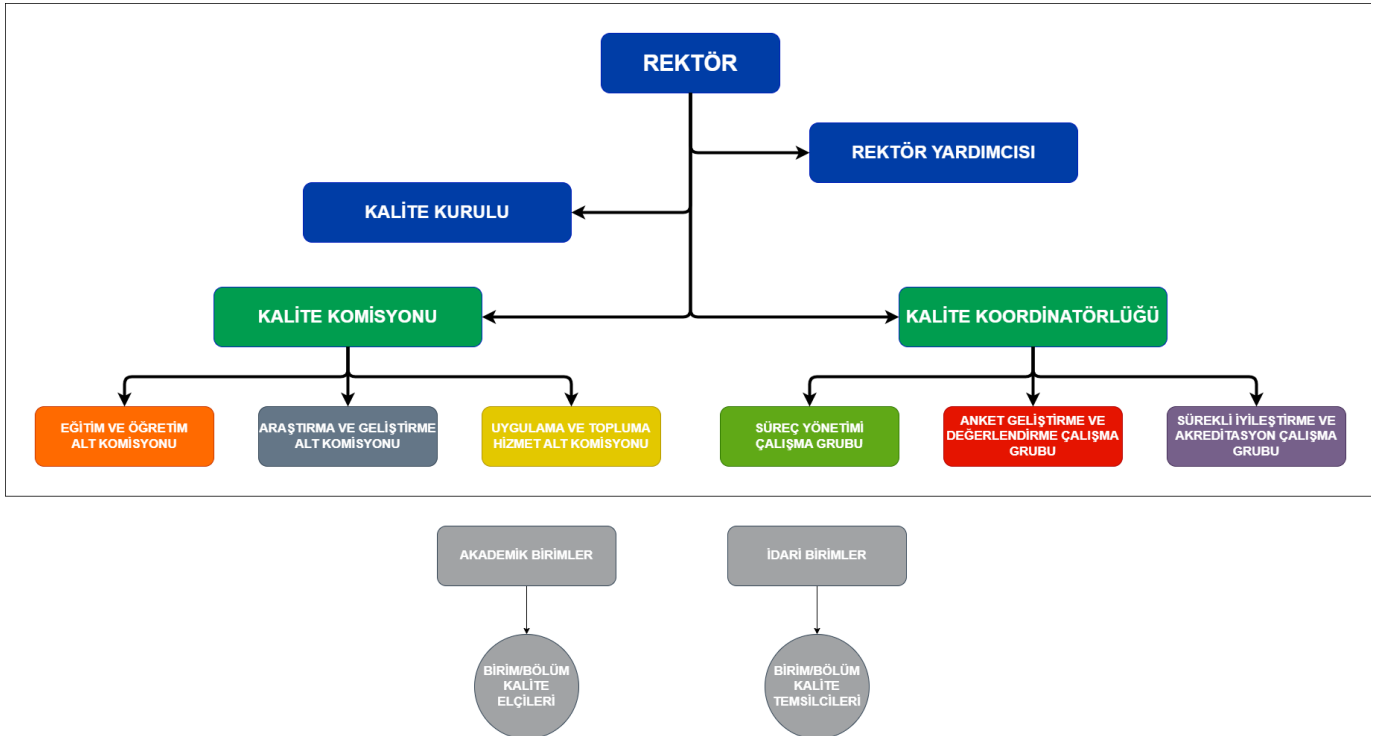 REKTÖR
REKTÖR YARDIMCISI
KALİTE KURULU
KALİTE KOMİSYONU
KALİTE KOORDİNATÖRLÜĞÜ
EĞİTİM VE ÖĞRETİM
ALT KOMİSYONU
ARAŞTIRMA VE GELİŞTİRME
ALT KOMİSYONU
UYGULAMA VE TOPLUMA
HİZMET ALT KOMİSYONU
SÜREÇ YÖNETİMİ
ÇALIŞMA GRUBU
ANKET GELİŞTİRME VE
DEĞERLENDİRME ÇALIŞMA
GRUBU
SÜREKLİ İYİLEŞTİRME VE
AKREDİTASYON ÇALIŞMA
GRUBU
AKADEMİK BİRİMLER
İDARİ BİRİMLER
BİRİM/BÖLÜM
KALİTE
ELÇİLERİ
BİRİM/BÖLÜM
KALİTE
TEMSİLCİLERİ